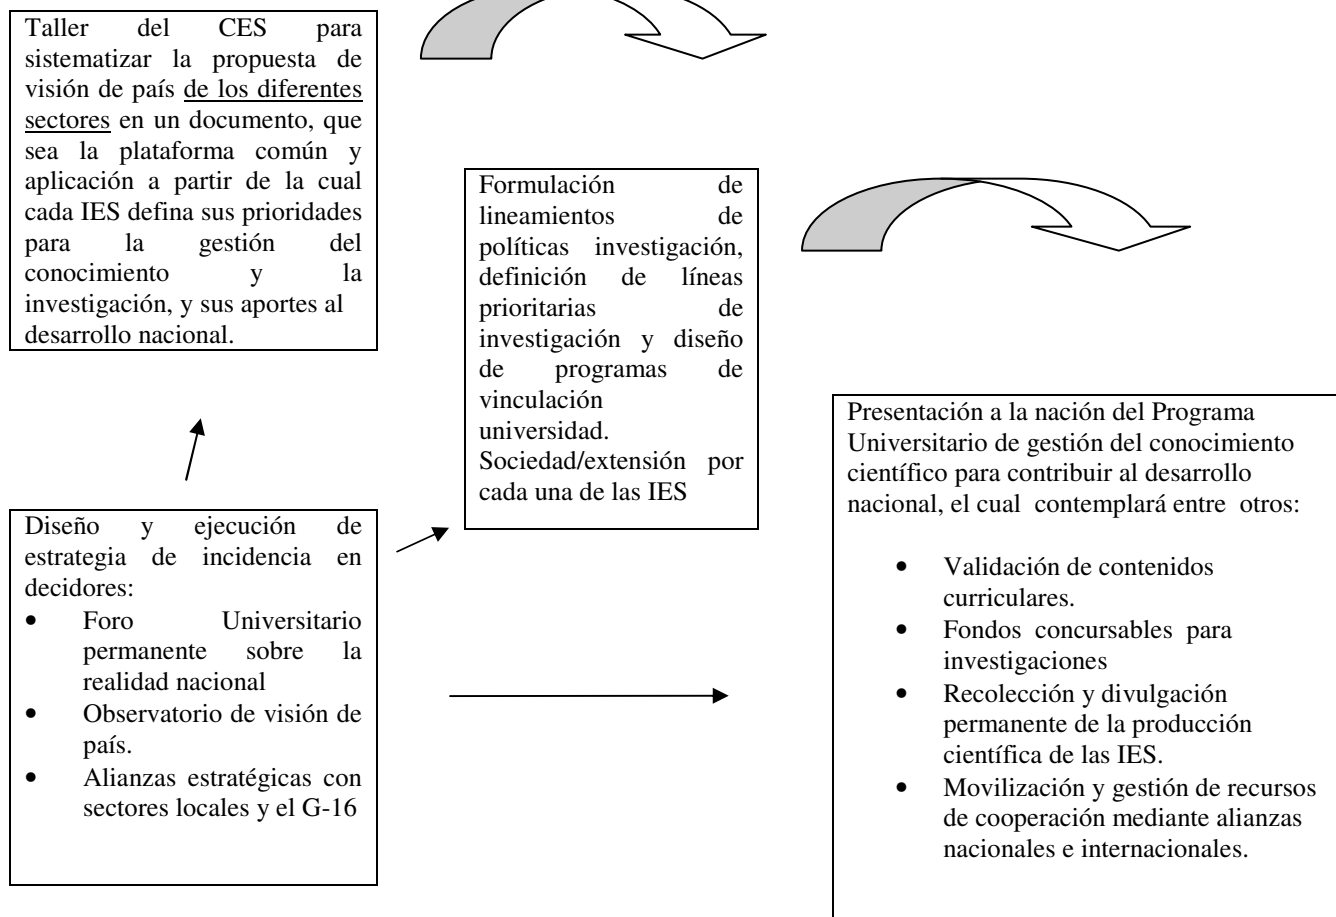 Taller del CES para
sistematizar la propuesta de
visión de país de los diferentes
sectores en un documento, que
sea la plataforma común y
aplicación a partir de la cual
cada IES defina sus prioridades
para la gestión del
conocimiento y la
investigación, y sus aportes al
desarrollo nacional.
Formulación de
lineamientos de
políticas investigación,
definición de líneas
prioritarias de
investigación y diseño
de programas de
vinculación
universidad.
Sociedad/extensión por
cada una de las IES
Diseño y ejecución de
estrategia de incidencia en
decidores:
• Foro Universitario
permanente sobre la
realidad nacional
• Observatorio de visión de
país.
• Alianzas estratégicas con
sectores locales y el G-16
Presentación a la nación del Programa
Universitario de gestión del conocimiento
científico para contribuir al desarrollo
nacional, el cual contemplará entre otros:
• Validación de contenidos
curriculares.
• Fondos concursables para
investigaciones
• Recolección y divulgación
permanente de la producción
científica de las IES.
• Movilización y gestión de recursos
de cooperación mediante alianzas
nacionales e internacionales.